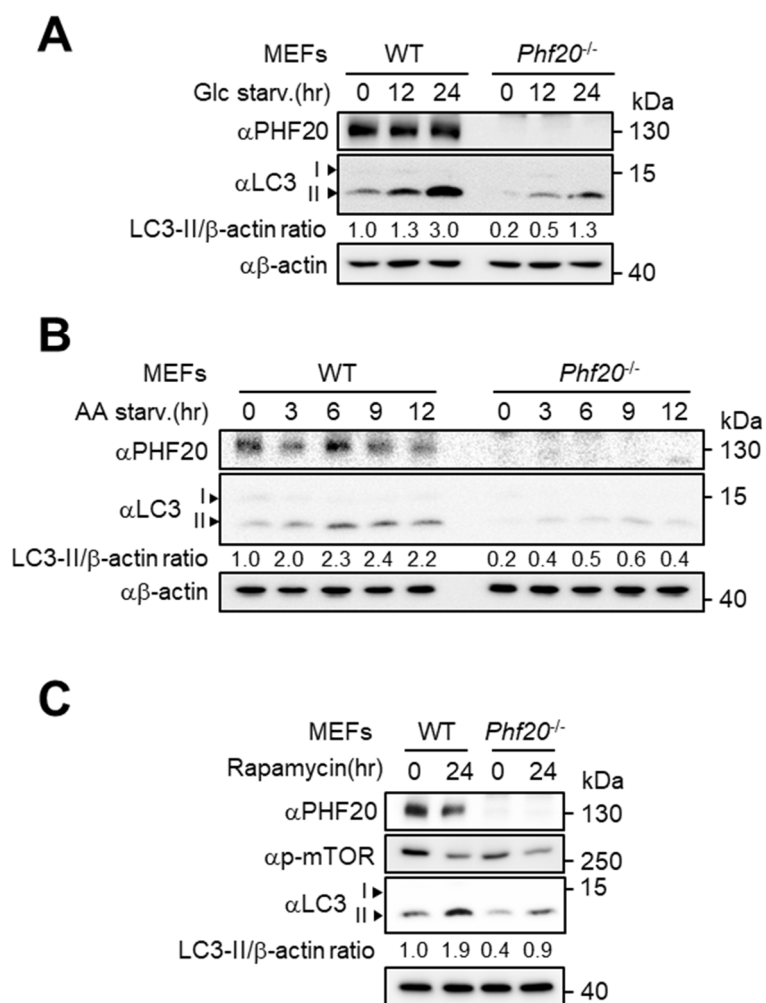 A
MEFs WT Phf20-/-
Glc starv.(hr) 0 12 24 0 12 24 kDa
αPHF20 130
αLC3 I 15
II
LC3-II/β-actin ratio 1.0 1.3 3.0 0.2 0.5 1.3
αβ-actin 40
B
MEFs WT Phf20-/-
AA starv.(hr) 0 3 6 9 12 0 3 6 9 12 kDa
αPHF20 130
αLC3 I 15
II
LC3-II/β-actin ratio 1.0 2.0 2.3 2.4 2.2 0.2 0.4 0.5 0.6 0.4
αβ-actin 40
C
MEFs WT Phf20-/-
Rapamycin(hr) 0 24 0 24 kDa
αPHF20 130
αp-mTOR 250
αLC3 I 15
II
LC3-II/β-actin ratio 1.0 1.9 0.4 0.9
40